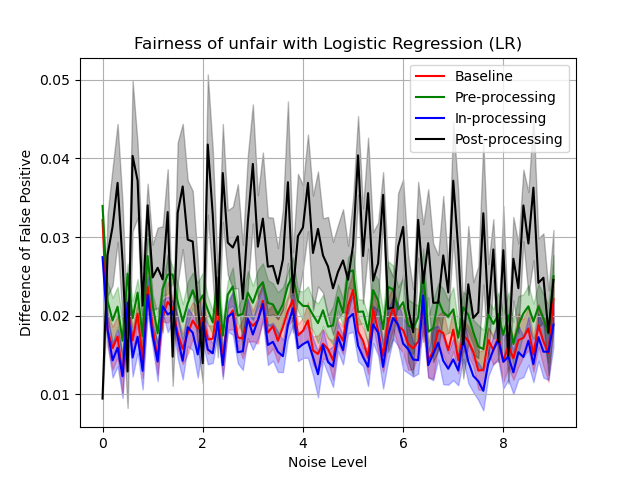 Fairness of unfair with Logistic Regression (LR)
Baseline
Pre-processing
In-processing
Post-processing
Difference of False Positive
0.05
0.04
0.03
0.02
0.01
0 2 4 6 8
Noise Level